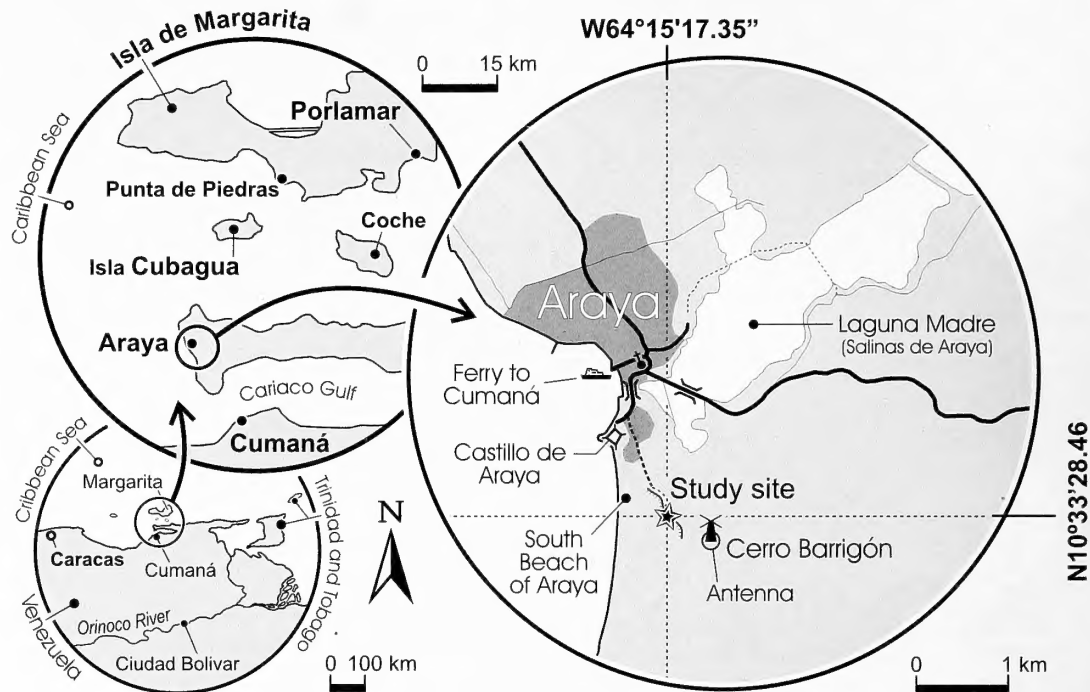 Isla de Margarita
0 15 km
W64°15'17.35”
Porlamar
Caribbean Sea
Punta de Piedras
Coche
Isla Cubagua
Araya
Cariaco Gulf
Cumaná
Araya
Laguna Madre
(Salinas de Araya)
Ferry to
Cumaná
Castillo de
Araya
Study site
South
Beach
of Araya
Cerro Barrigón
Antenna
N10°33'28.46
Cribbean Sea
Margarita
Trinidad and Tobago
Caracas
Cumaná
Venezuela
Orinoco River
Ciudad Bolivar
N
0 100 km
0 1 km